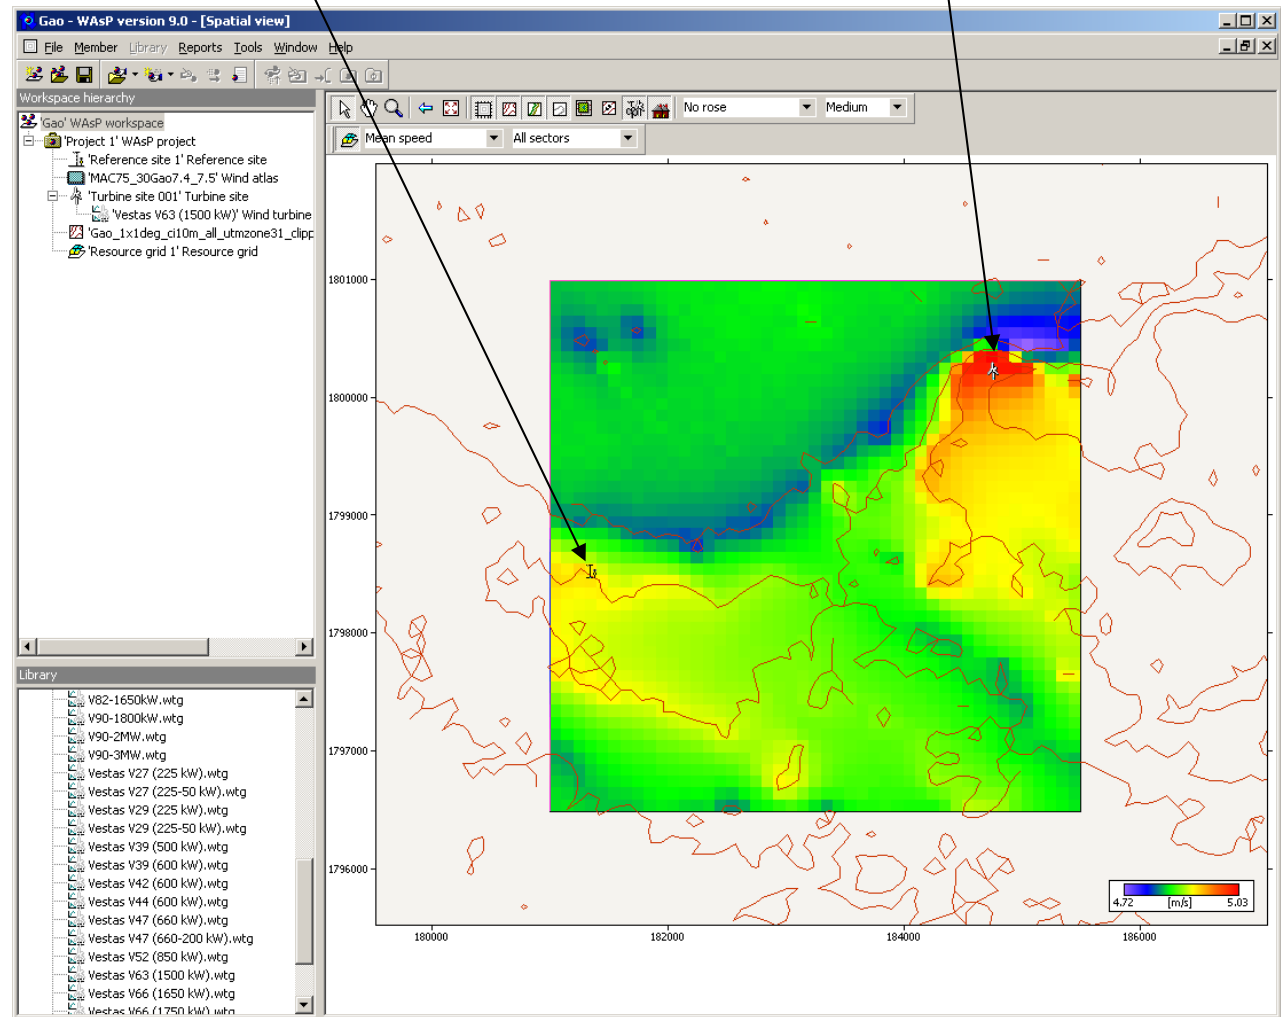 Gao - WAsP version 9.0 - [Spatial view]
File Member Library Reports Tools Window Help
Workspace hierarchy
'Gao' WAsP workspace
'Project 1' WAsP project
'Reference site 1' Reference site
'MAC75_30Gao7.4_7.5' Wind atlas
'Turbine site 001' Turbine site
'Vestas V63 (1500 kW)' Wind turbine
'Gao_1x1deg_ci10m_all_utmzone31_clipp
'Resource grid 1' Resource grid
No rose Medium
Mean speed All sectors
1801000
1800000
1799000
1798000
1797000
1796000
180000 182000 184000 186000
4.72 [m/s] 5.03
Library
V82-1650kW.wtg
V90-1800kW.wtg
V90-2MW.wtg
V90-3MW.wtg
Vestas V27 (225 kW).wtg
Vestas V27 (225-50 kW).wtg
Vestas V29 (225 kW).wtg
Vestas V29 (225-50 kW).wtg
Vestas V39 (500 kW).wtg
Vestas V39 (600 kW).wtg
Vestas V42 (600 kW).wtg
Vestas V44 (600 kW).wtg
Vestas V47 (660 kW).wtg
Vestas V47 (660-200 kW).wtg
Vestas V52 (850 kW).wtg
Vestas V63 (1500 kW).wtg
Vestas V66 (1650 kW).wtg
Vestas V66 (1750 kW).wtg